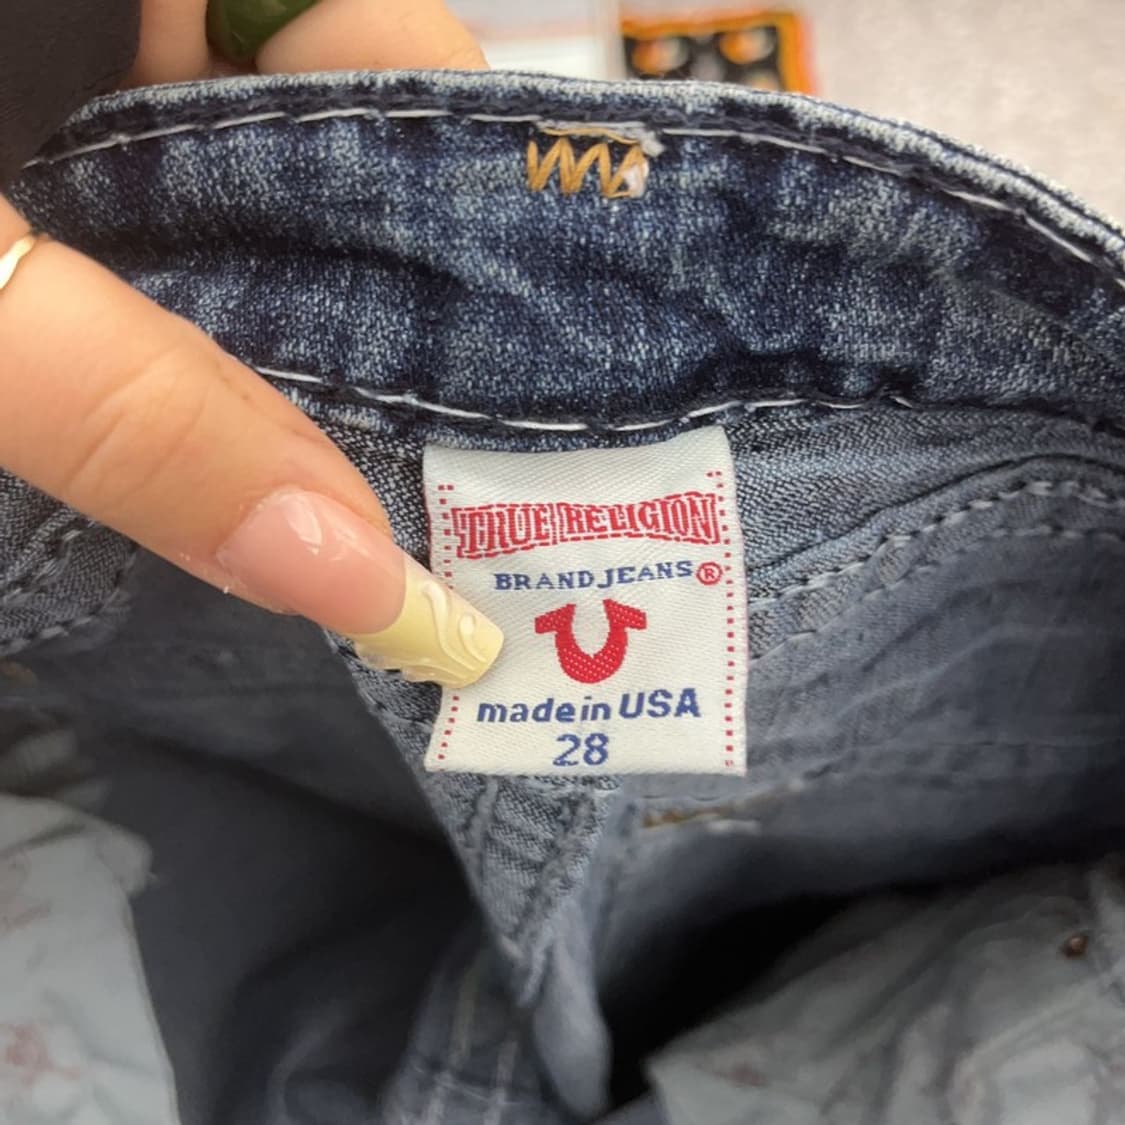 TRUE RELIGION
BRAND JEANS®
made in USA
28